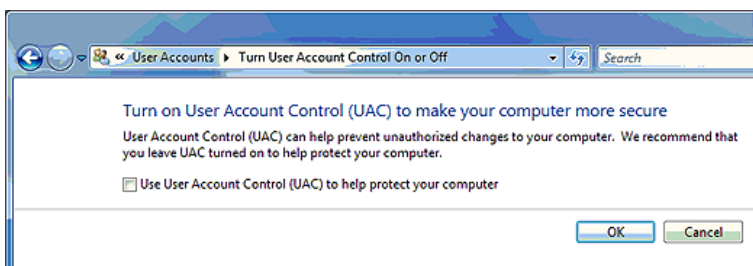 « User Accounts ▸ Turn User Account Control On or Off Search
Turn on User Account Control (UAC) to make your computer more secure
User Account Control (UAC) can help prevent unauthorized changes to your computer. We recommend that
you leave UAC turned on to help protect your computer.
Use User Account Control (UAC) to help protect your computer
OK Cancel